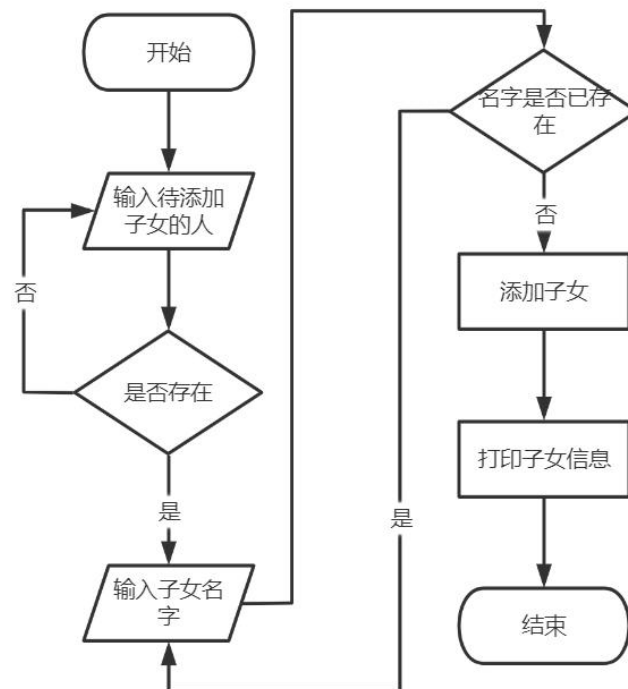 开始
输入待添加
子女的人
否
是否存在
是
输入子女名
字
名字是否已存
在
否
添加子女
打印子女信息
是
结束